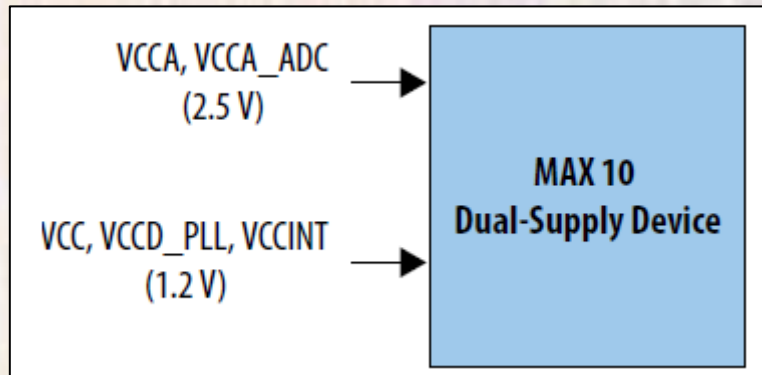 VCCA, VCCA_ADC
(2.5 V)
VCC, VCCD_PLL, VCCINT
(1.2 V)
MAX 10
Dual-Supply Device